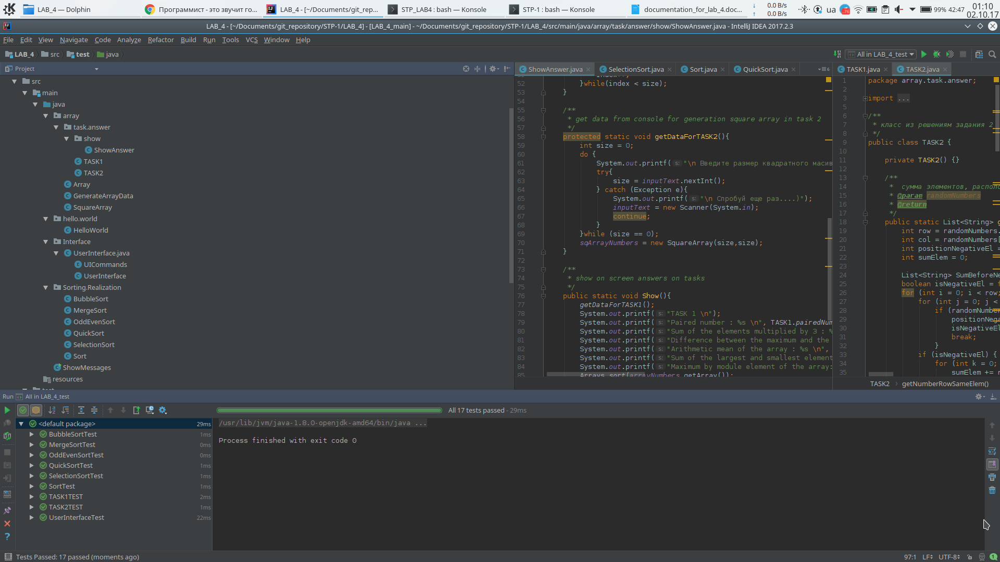 LAB_4 — Dolphin
Программист - это звучит го...
LAB_4 - [~/Documents/git_rep...
STP_LAB4 : bash — Konsole
STP-1 : bash — Konsole
documentation_for_lab_4.doc...
0.0 B/s
0.0 B/s
ua
99% 42:47
01:10
02.10.17
LAB_4 - [~/Documents/git_repository/STP-1/LAB_4] - [LAB_4_main] - ~/Documents/git_repository/STP-1/LAB_4/src/main/java/array/task/answer/show/ShowAnswer.java - IntelliJ IDEA 2017.2.3
File Edit View Navigate Code Analyze Refactor Build Run Tools VCS Window Help
LAB_4 src test java
All in LAB_4_test
Project
src
main
java
array
task.answer
show
ShowAnswer
TASK1
TASK2
Array
GenerateArrayData
SquareArray
hello.world
HelloWorld
Interface
UserInterface.java
UICommands
UserInterface
Sorting.Realization
BubbleSort
MergeSort
OddEvenSort
QuickSort
SelectionSort
Sort
ShowMessages
resources
ShowAnswer.java SelectionSort.java Sort.java QuickSort.java
52 }while(index < size);
53 }
54
55 /**
56 * get data from console for generation square array in task 2
57 */
58 protected static void getDataForTASK2(){
59 int size = 0;
60 do {
61 System.out.printf( s: "\n Введите размер квадратного масив
62 try{
63 size = inputText.nextInt();
64 } catch (Exception e){
65 System.out.printf( s: "\n Спробуй еще раз....)");
66 inputText = new Scanner(System.in);
67 continue;
68 }
69 }while (size == 0);
70 sqArrayNumbers = new SquareArray(size,size);
71 }
72
73 /**
74 * show on screen answers on tasks
75 */
76 public static void Show(){
77 getDataForTASK1();
78 System.out.printf( s: "TASK 1 \n");
79 System.out.printf( s: "Paired number : %s \n", TASK1.pairedNum
80 System.out.printf( s: "Sum of the elements multiplied by 3 : %
81 System.out.printf( s: "Difference between the maximum and the
82 System.out.printf( s: "Arithmetic mean of the array : %s \n",
83 System.out.printf( s: "Sum of the largest and smallest element
84 System.out.printf( s: "Maximum by module element of the array:
85 Arrays.sort(arrayNumbers.getArray());
TASK1.java TASK2.java
1 package array.task.answer;
2
3 import ...
5
6 /**
7 * класс из решениям задания 2
8 */
9 public class TASK2 {
10
11 private TASK2() {}
12
13 /**
14 * сумма элементов, располо
15 * @param randomNumbers
16 * @return
17 */
18 public static List<String> g
19 int row = randomNumbers.
20 int col = randomNumbers[
21 int positionNegativeEl =
22 int sumElem = 0;
23
24 List<String> SumBeforeNe
25 boolean isNegativeEl = f
26 for (int i = 0; i < row;
27 for (int j = 0; j <
28 if (randomNumbe
29 positionNega
30 isNegativeEl
31 break;
32 }
33 if (isNegativeEl) {
34 for (int k = 0;
35 sumElem += r
TASK2 › getNumberRowSameElem()
Run All in LAB_4_test
All 17 tests passed - 29ms
<default package> 29ms
BubbleSortTest 1ms
MergeSortTest 0ms
OddEvenSortTest 0ms
QuickSortTest 1ms
SelectionSortTest 1ms
SortTest 1ms
TASK1TEST 2ms
TASK2TEST 1ms
UserInterfaceTest 22ms
/usr/lib/jvm/java-1.8.0-openjdk-amd64/bin/java ...
Process finished with exit code 0
Tests Passed: 17 passed (moments ago)
97:1 LF UTF-8 1